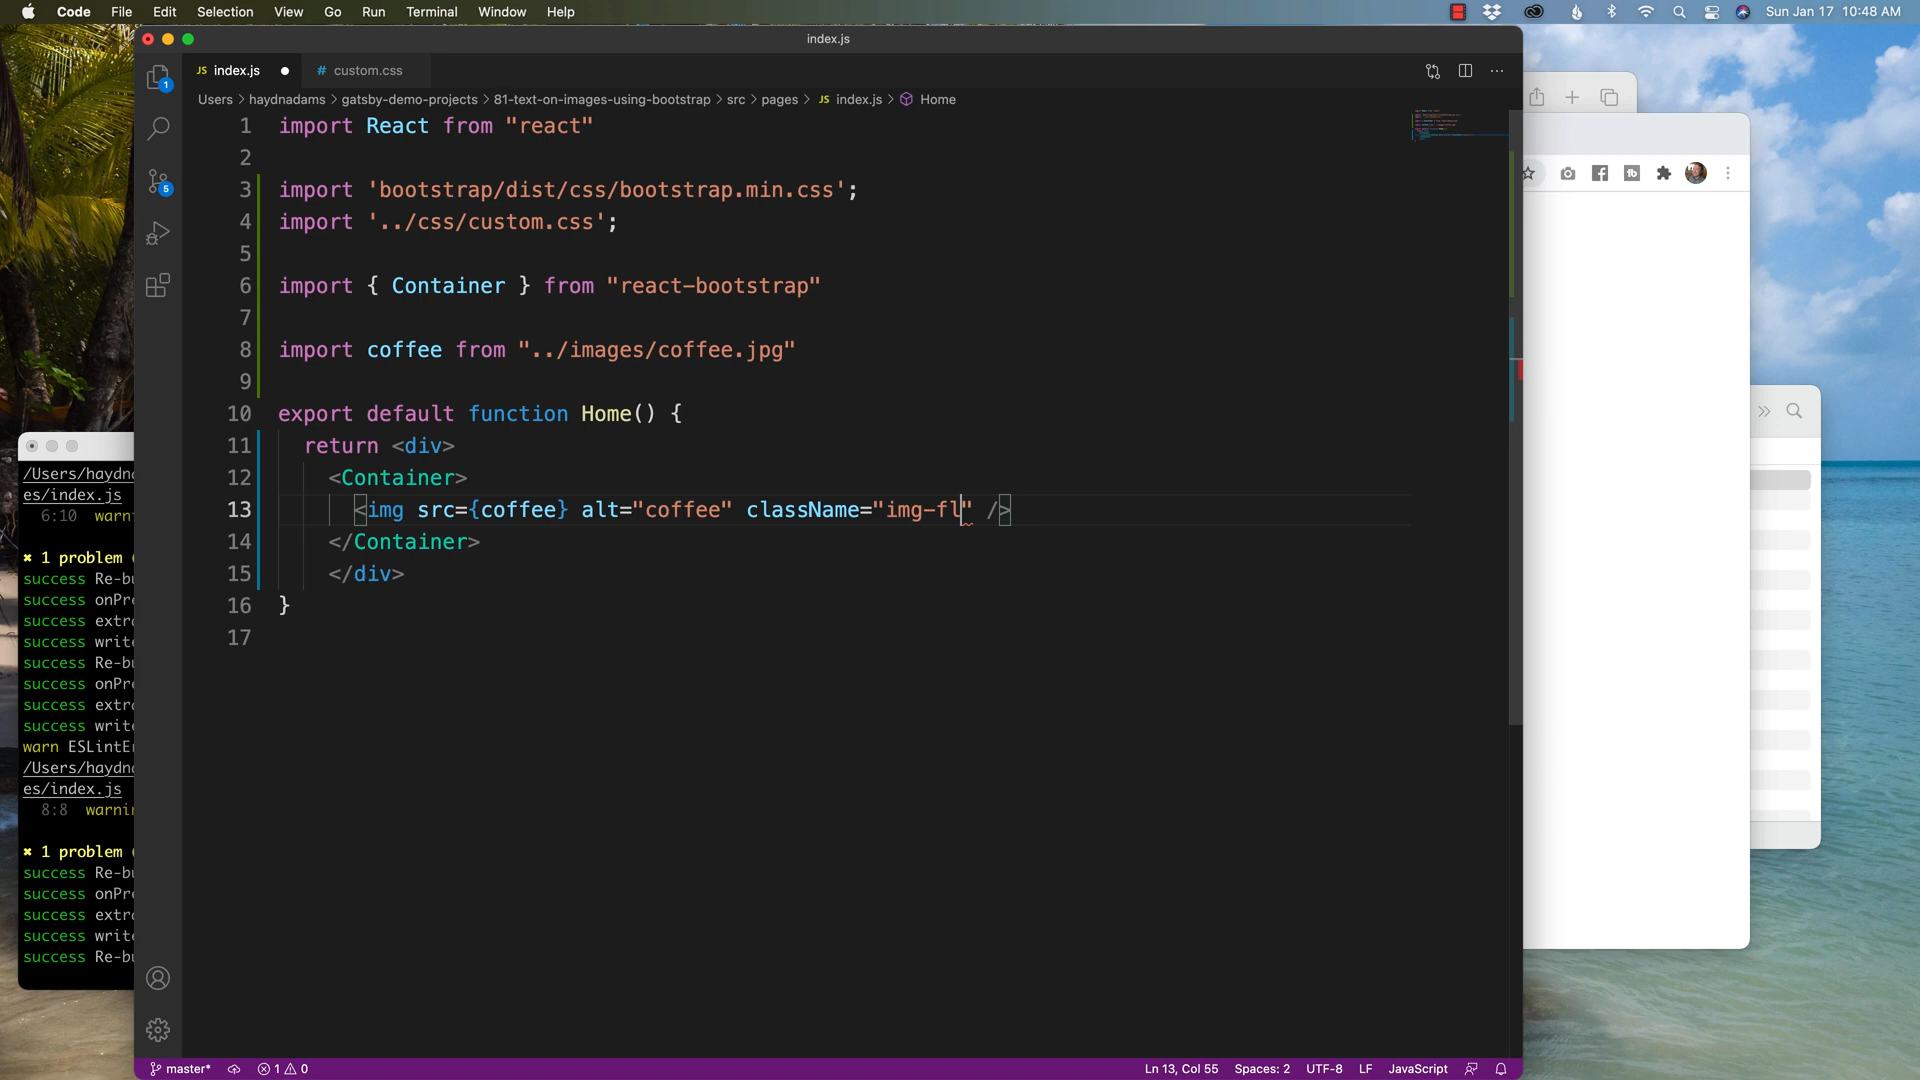 Code File Edit Selection View Go Run Terminal Window Help
Sun Jan 17 10:48 AM
index.js
JS index.js
# custom.css
Users > haydnadams > gatsby-demo-projects > 81-text-on-images-using-bootstrap > src > pages > JS index.js > Home
1 import React from "react"
2
3 import 'bootstrap/dist/css/bootstrap.min.css';
4 import '../css/custom.css';
5
6 import { Container } from "react-bootstrap"
7
8 import coffee from "../images/coffee.jpg"
9
10 export default function Home() {
11 return <div>
12 <Container>
13 <img src={coffee} alt="coffee" className="img-fl" />
14 </Container>
15 </div>
16 }
17
1
5
/Users/haydn
es/index.js
6:10 warn
✖ 1 problem
success Re-b
success onPr
success extr
success writ
success Re-b
success onPr
success extr
success writ
warn ESLintE
/Users/haydn
es/index.js
8:8 warni
✖ 1 problem
success Re-b
success onPr
success extr
success writ
success Re-b
master* 1 0
Ln 13, Col 55 Spaces: 2 UTF-8 LF JavaScript